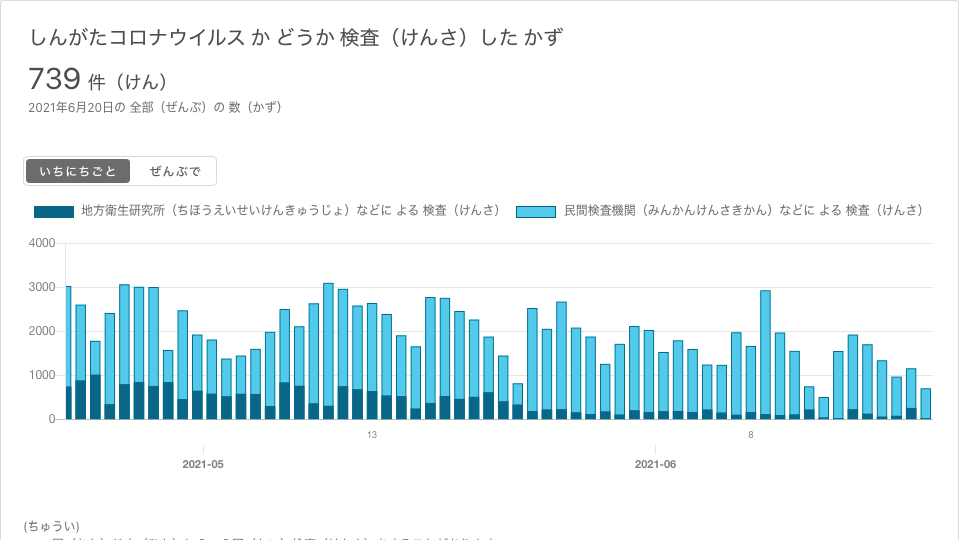 しんがたコロナウイルス か どうか 検査（けんさ）した かず
739 件（けん）
2021年6月20日の 全部（ぜんぶ）の 数（かず）
いちにちごと ぜんぶで
地方衛生研究所（ちほうえいせいけんきゅうじょ）などに よる 検査（けんさ） 民間検査機関（みんかんけんさきかん）などに よる 検査（けんさ）
4000
3000
2000
1000
0
13 8
2021-05 2021-06
(ちゅうい)